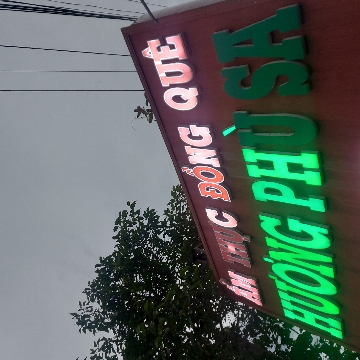 ẨM THỰC ĐỒNG QUÊ
HƯƠNG PHÙ SA